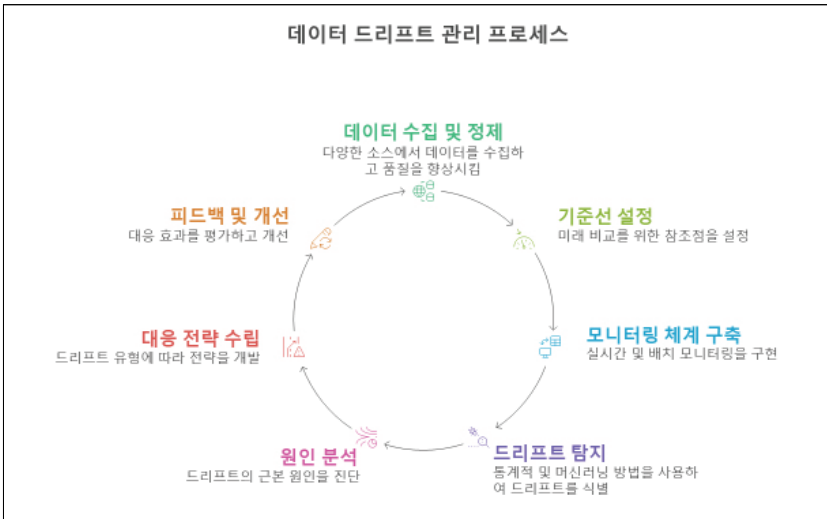 데이터 드리프트 관리 프로세스
데이터 수집 및 정제
다양한 소스에서 데이터를 수집하
고 품질을 향상시킴
기준선 설정
미래 비교를 위한 참조점을 설정
모니터링 체계 구축
실시간 및 배치 모니터링을 구현
드리프트 탐지
통계적 및 머신러닝 방법을 사용하
여 드리프트를 식별
원인 분석
드리프트의 근본 원인을 진단
대응 전략 수립
드리프트 유형에 따라 전략을 개발
피드백 및 개선
대응 효과를 평가하고 개선